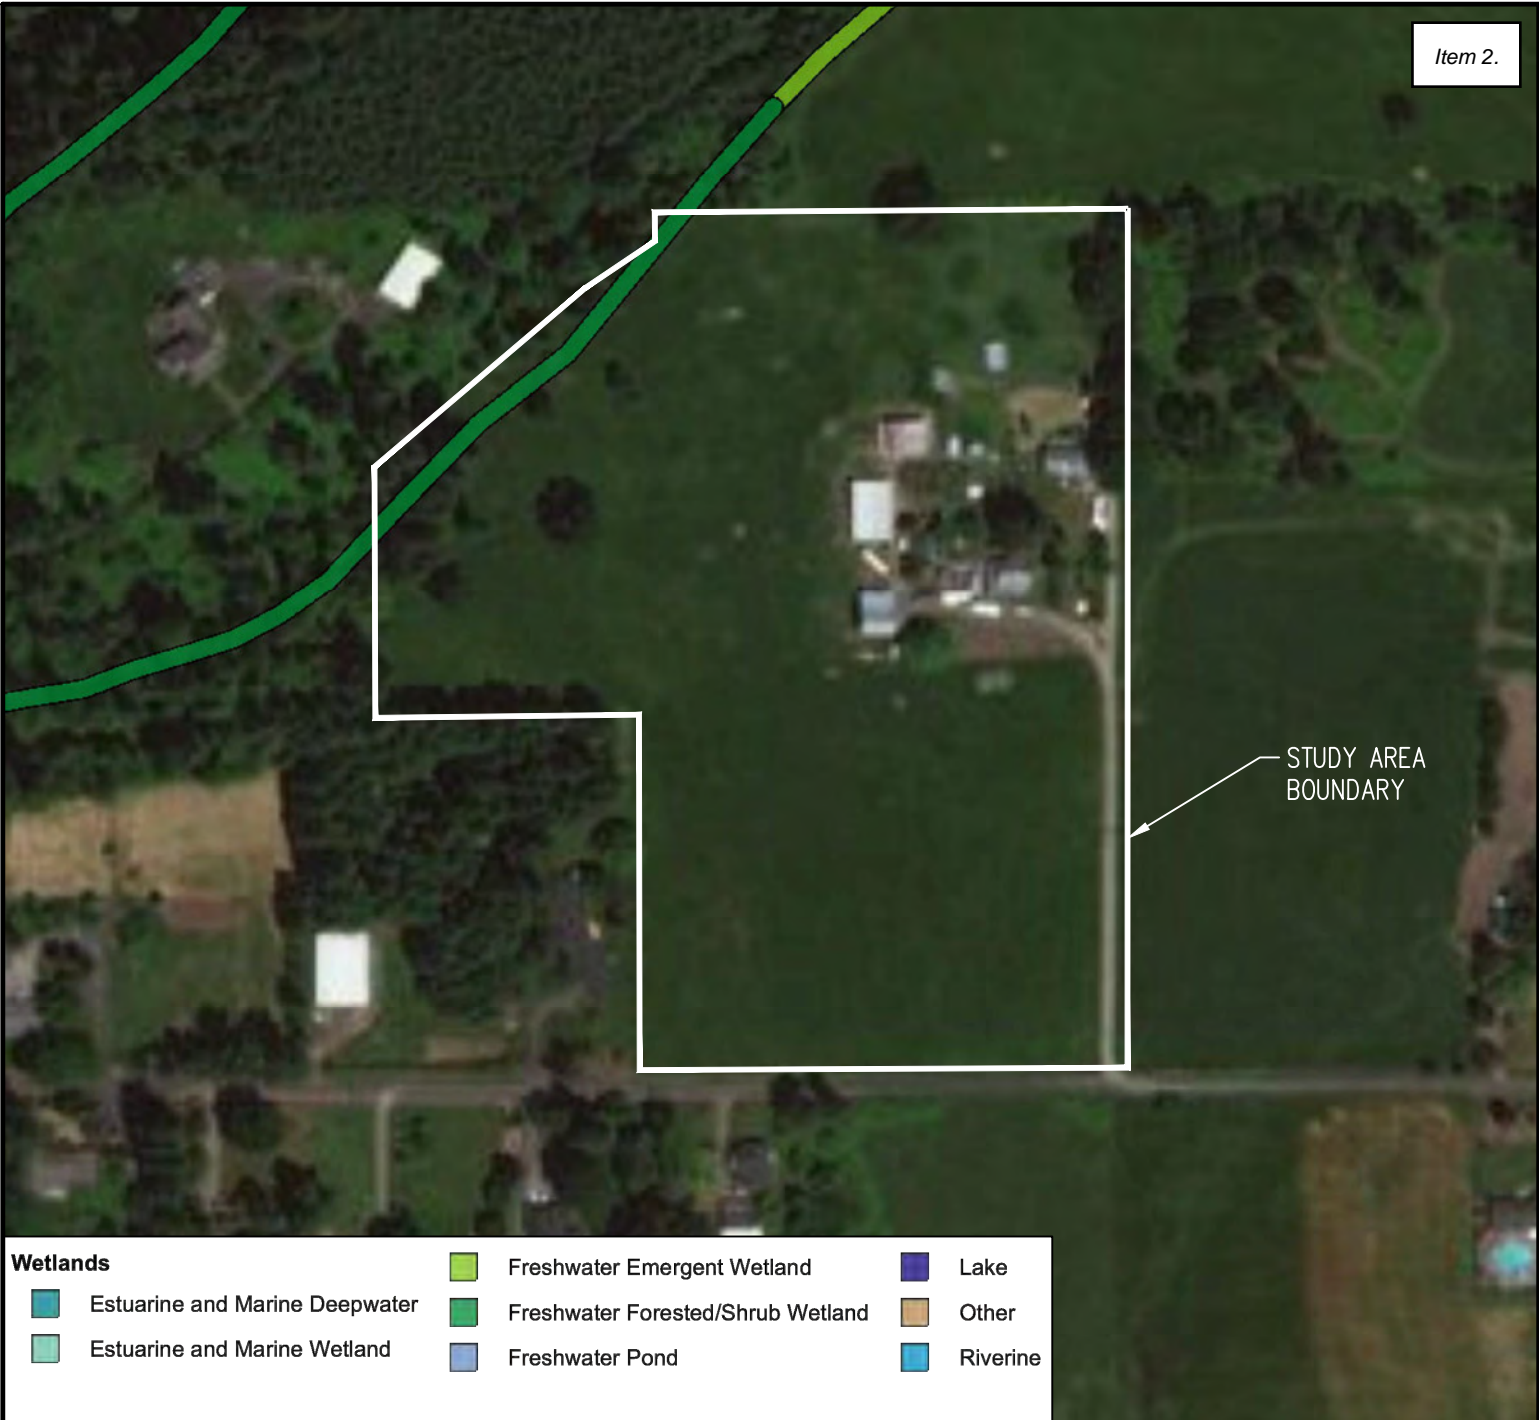 Item 2.
STUDY AREA
BOUNDARY
Wetlands
Estuarine and Marine Deepwater
Estuarine and Marine Wetland
Freshwater Emergent Wetland
Freshwater Forested/Shrub Wetland
Freshwater Pond
Lake
Other
Riverine